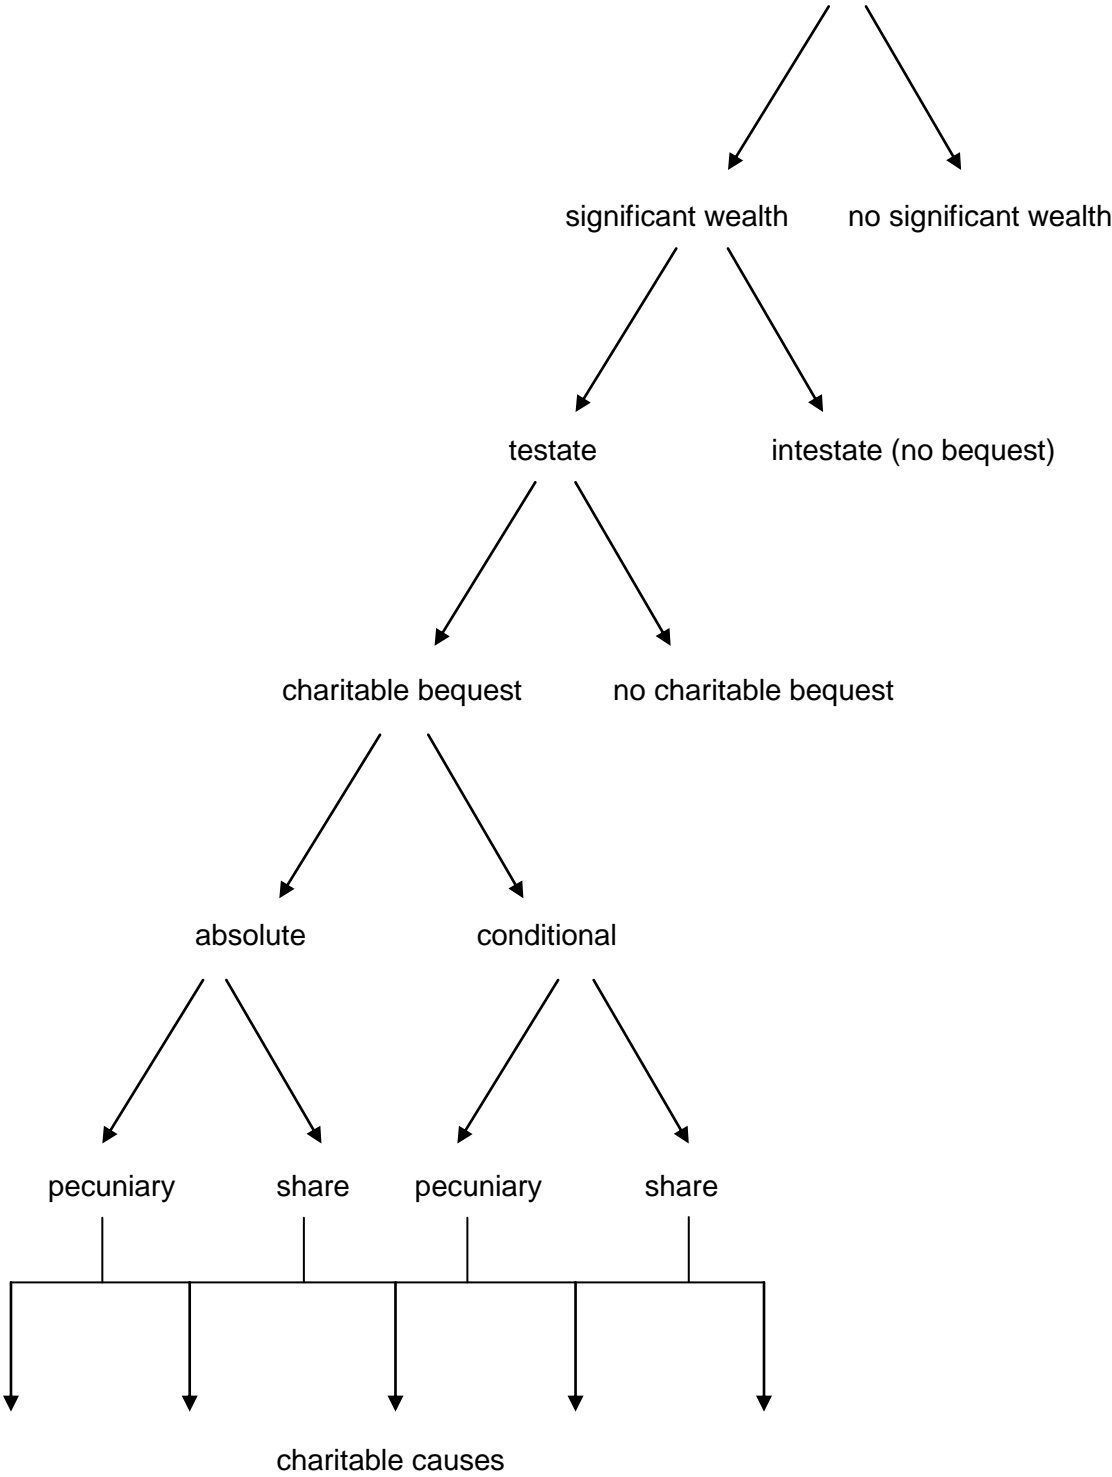 significant wealth no significant wealth
testate intestate (no bequest)
charitable bequest no charitable bequest
absolute conditional
pecuniary share pecuniary share
charitable causes